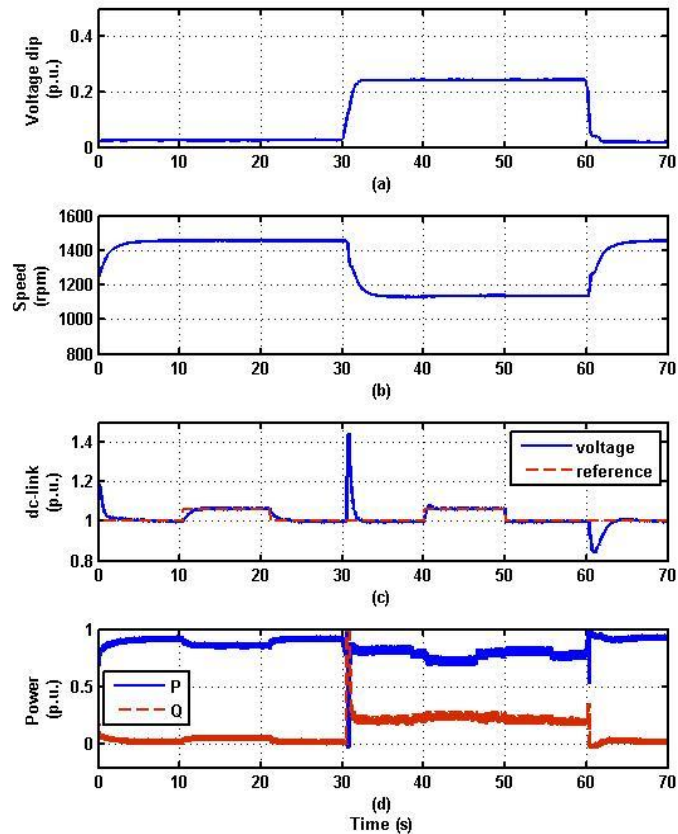 Voltage dip
(p.u.)
0.4
0.2
0
0 10 20 30 40 50 60 70
(a)
Speed
(rpm)
1600
1400
1200
1000
800
0 10 20 30 40 50 60 70
(b)
dc-link
(p.u.)
1.4
1.2
1
0.8
voltage
reference
0 10 20 30 40 50 60 70
(c)
Power
(p.u.)
1
0.5
0
P
Q
0 10 20 30 40 50 60 70
(d)
Time (s)